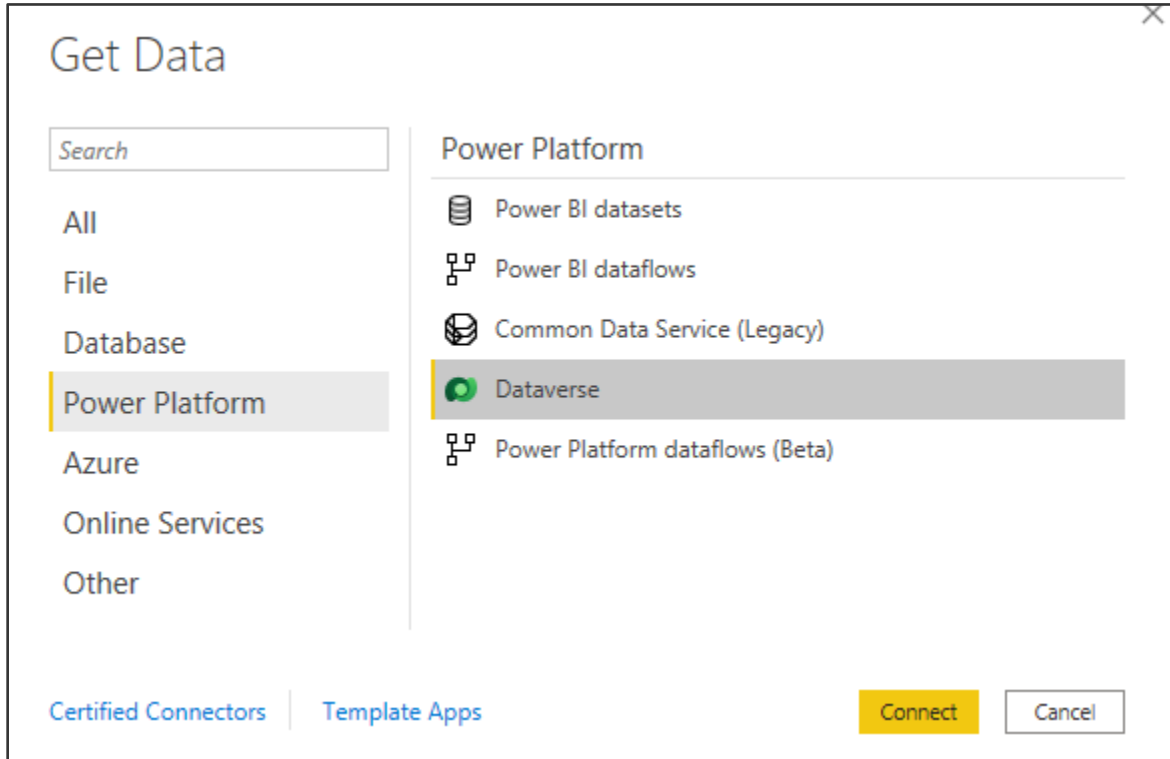 Get Data
Search
All
File
Database
Power Platform
Azure
Online Services
Other
Power Platform
Power BI datasets
Power BI dataflows
Common Data Service (Legacy)
Dataverse
Power Platform dataflows (Beta)
Certified Connectors
Template Apps
Connect
Cancel